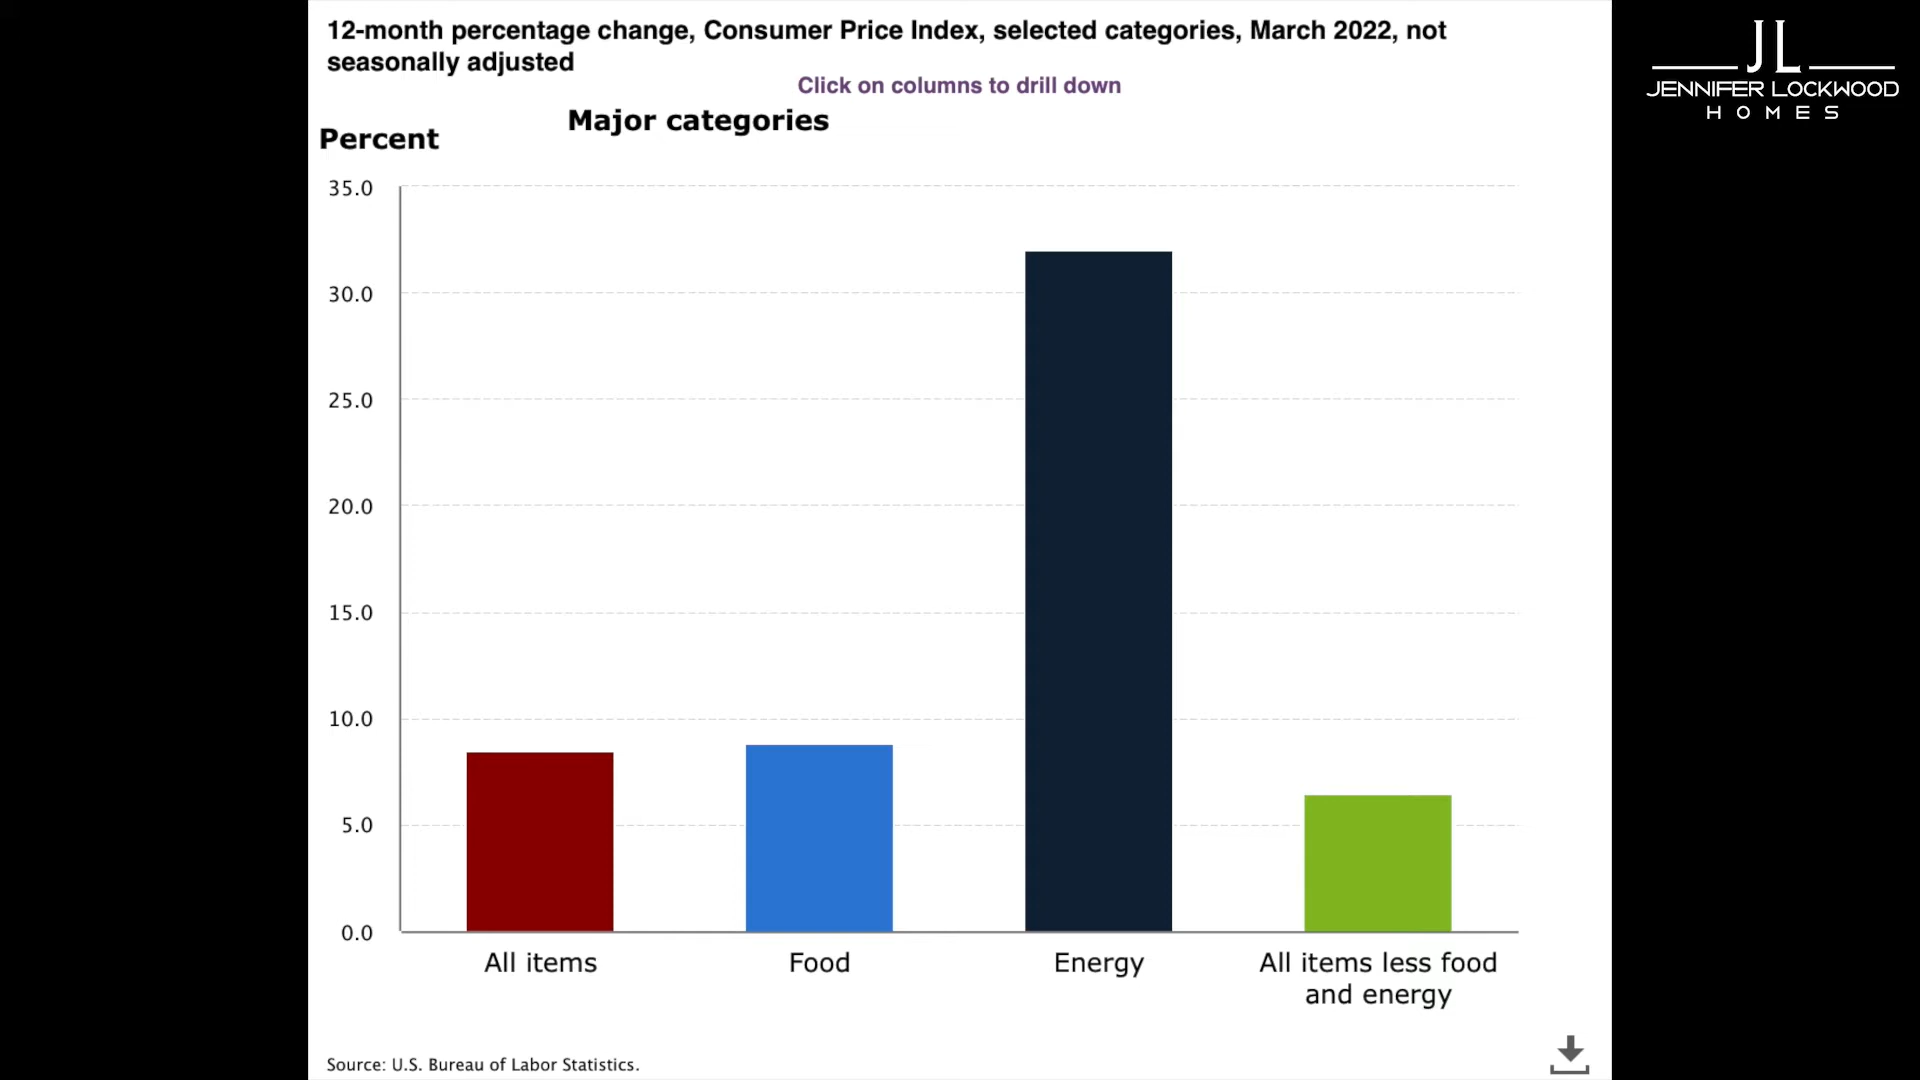 12-month percentage change, Consumer Price Index, selected categories, March 2022, not
seasonally adjusted
Click on columns to drill down
Major categories
Percent
35.0
30.0
25.0
20.0
15.0
10.0
5.0
0.0
All items
Food
Energy
All items less food
and energy
Source: U.S. Bureau of Labor Statistics.
JL
JENNIFER LOCKWOOD
HOMES